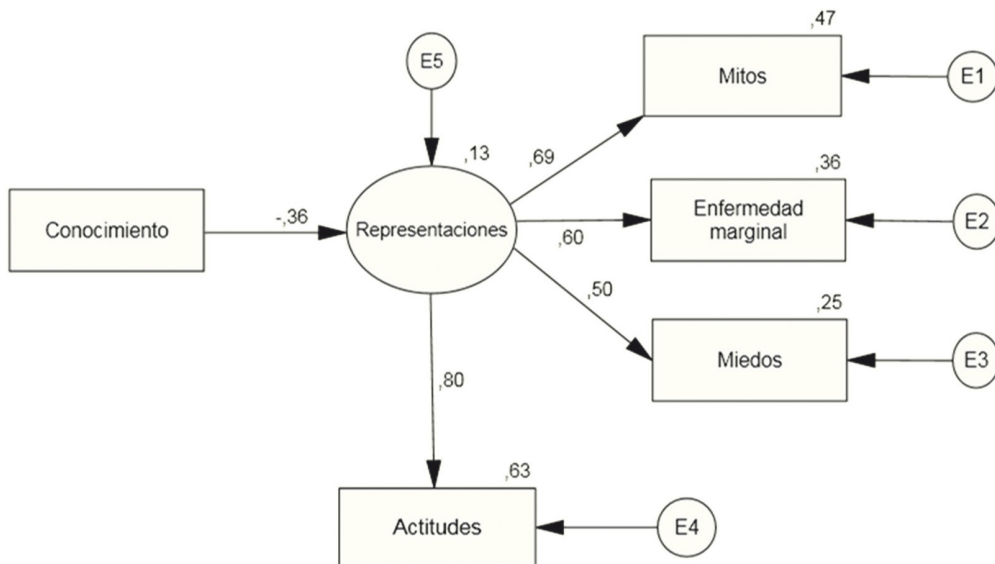 ,47
E5
Mitos
E1
,13
,69
,36
Conocimiento
-,36
Representaciones
Enfermedad
marginal
E2
,60
,50
,25
Miedos
E3
,80
,63
Actitudes
E4